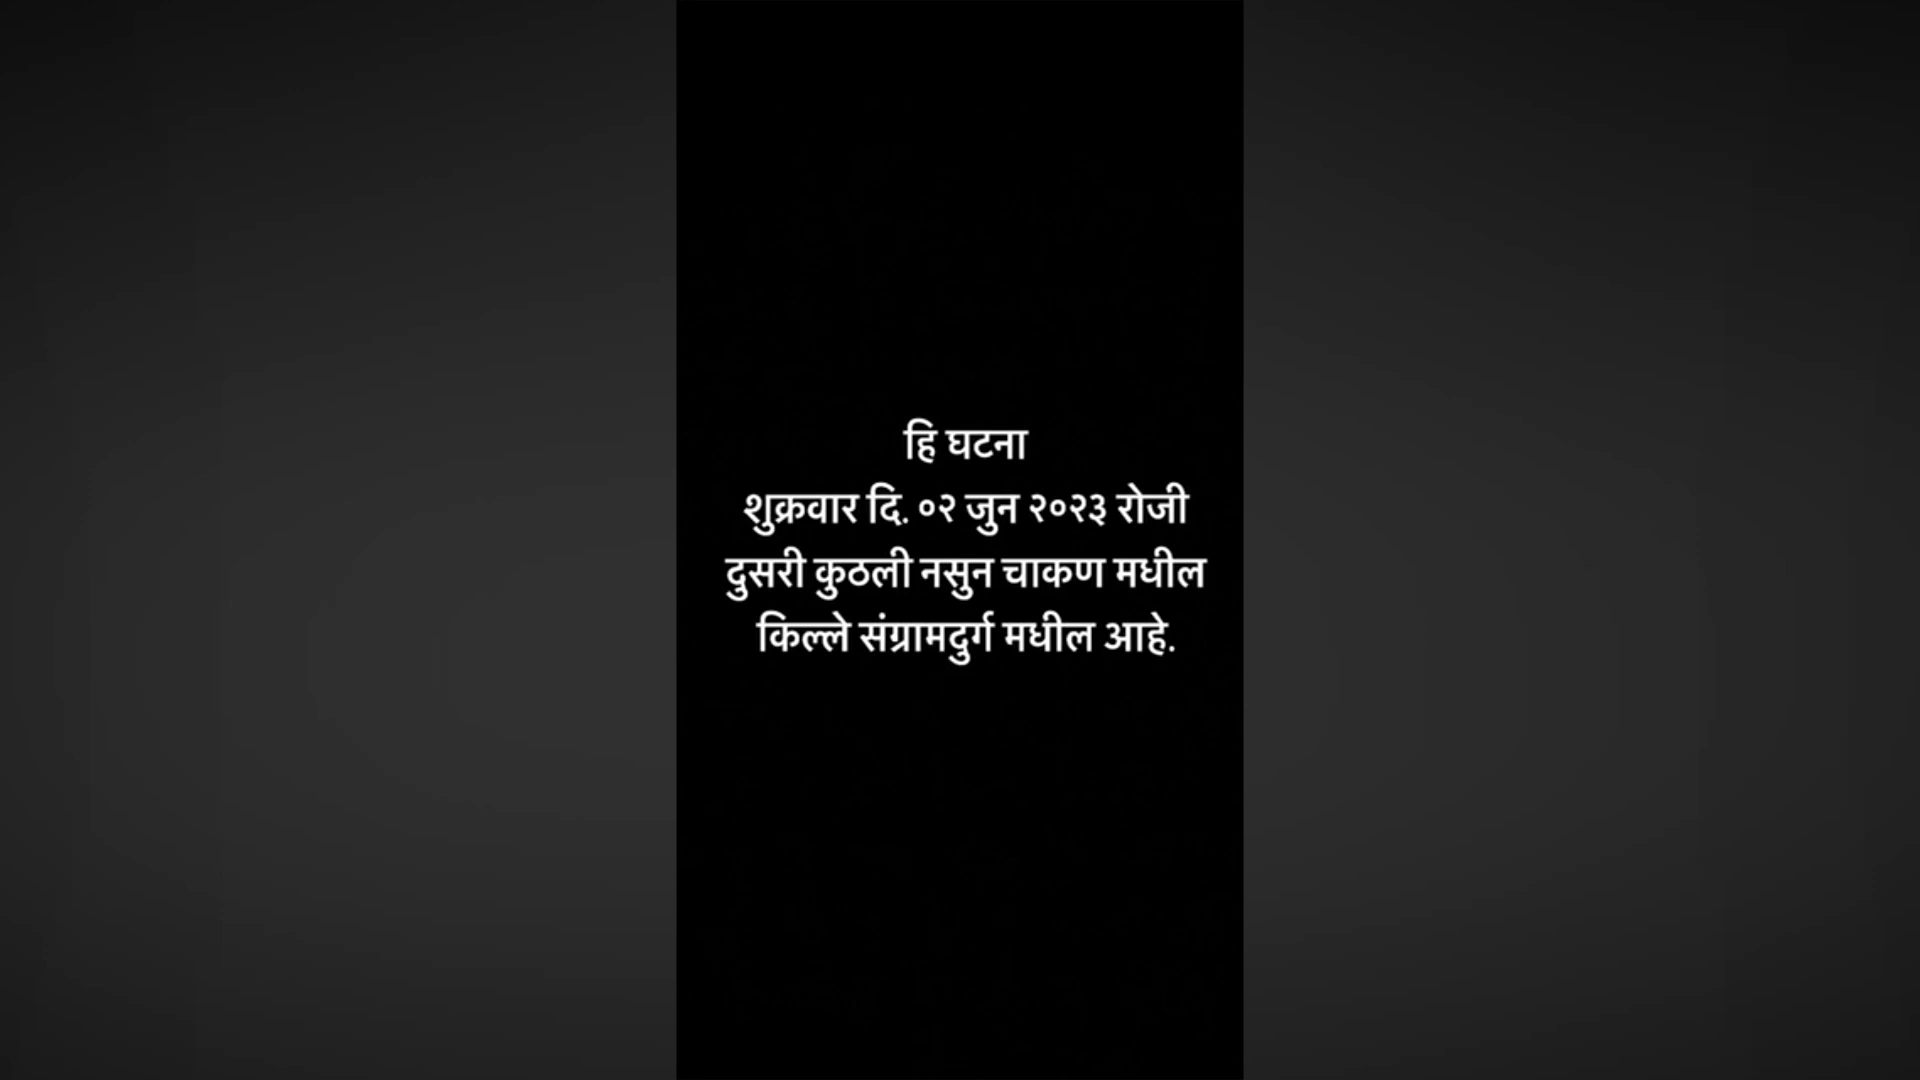 हि घटना
शुक्रवार दि. ०२ जुन २०२३ रोजी
दुसरी कुठली नसुन चाकण मधील
किल्ले संग्रामदुर्ग मधील आहे.